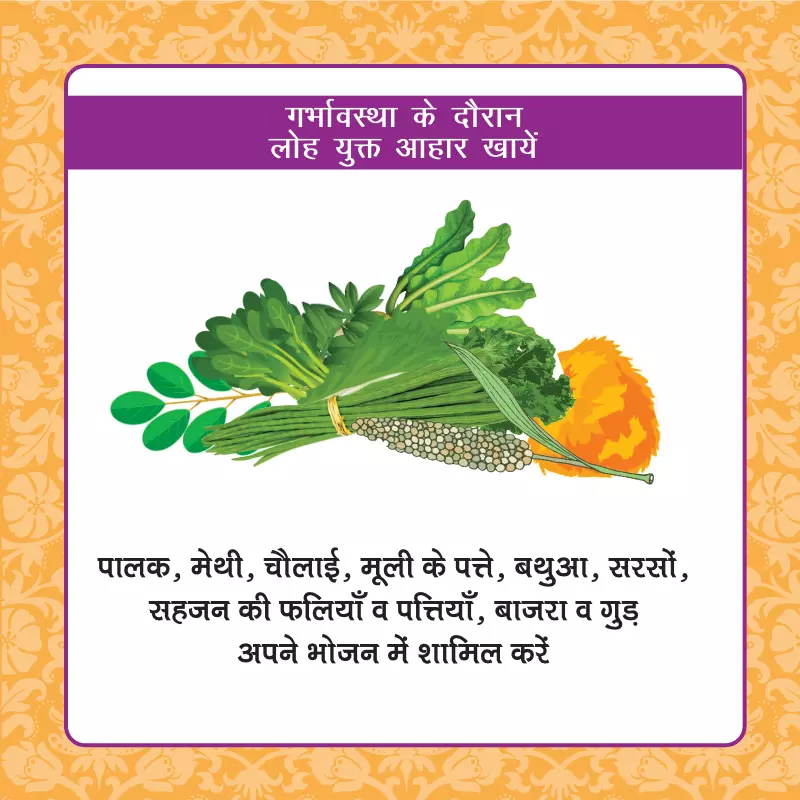 गर्भावस्था के दौरान
लोह युक्त आहार खायें
पालक, मेथी, चौलाई, मूली के पत्ते, बथुआ, सरसों,
सहजन की फलियाँ व पत्तियाँ, बाजरा व गुड़
अपने भोजन में शामिल करें